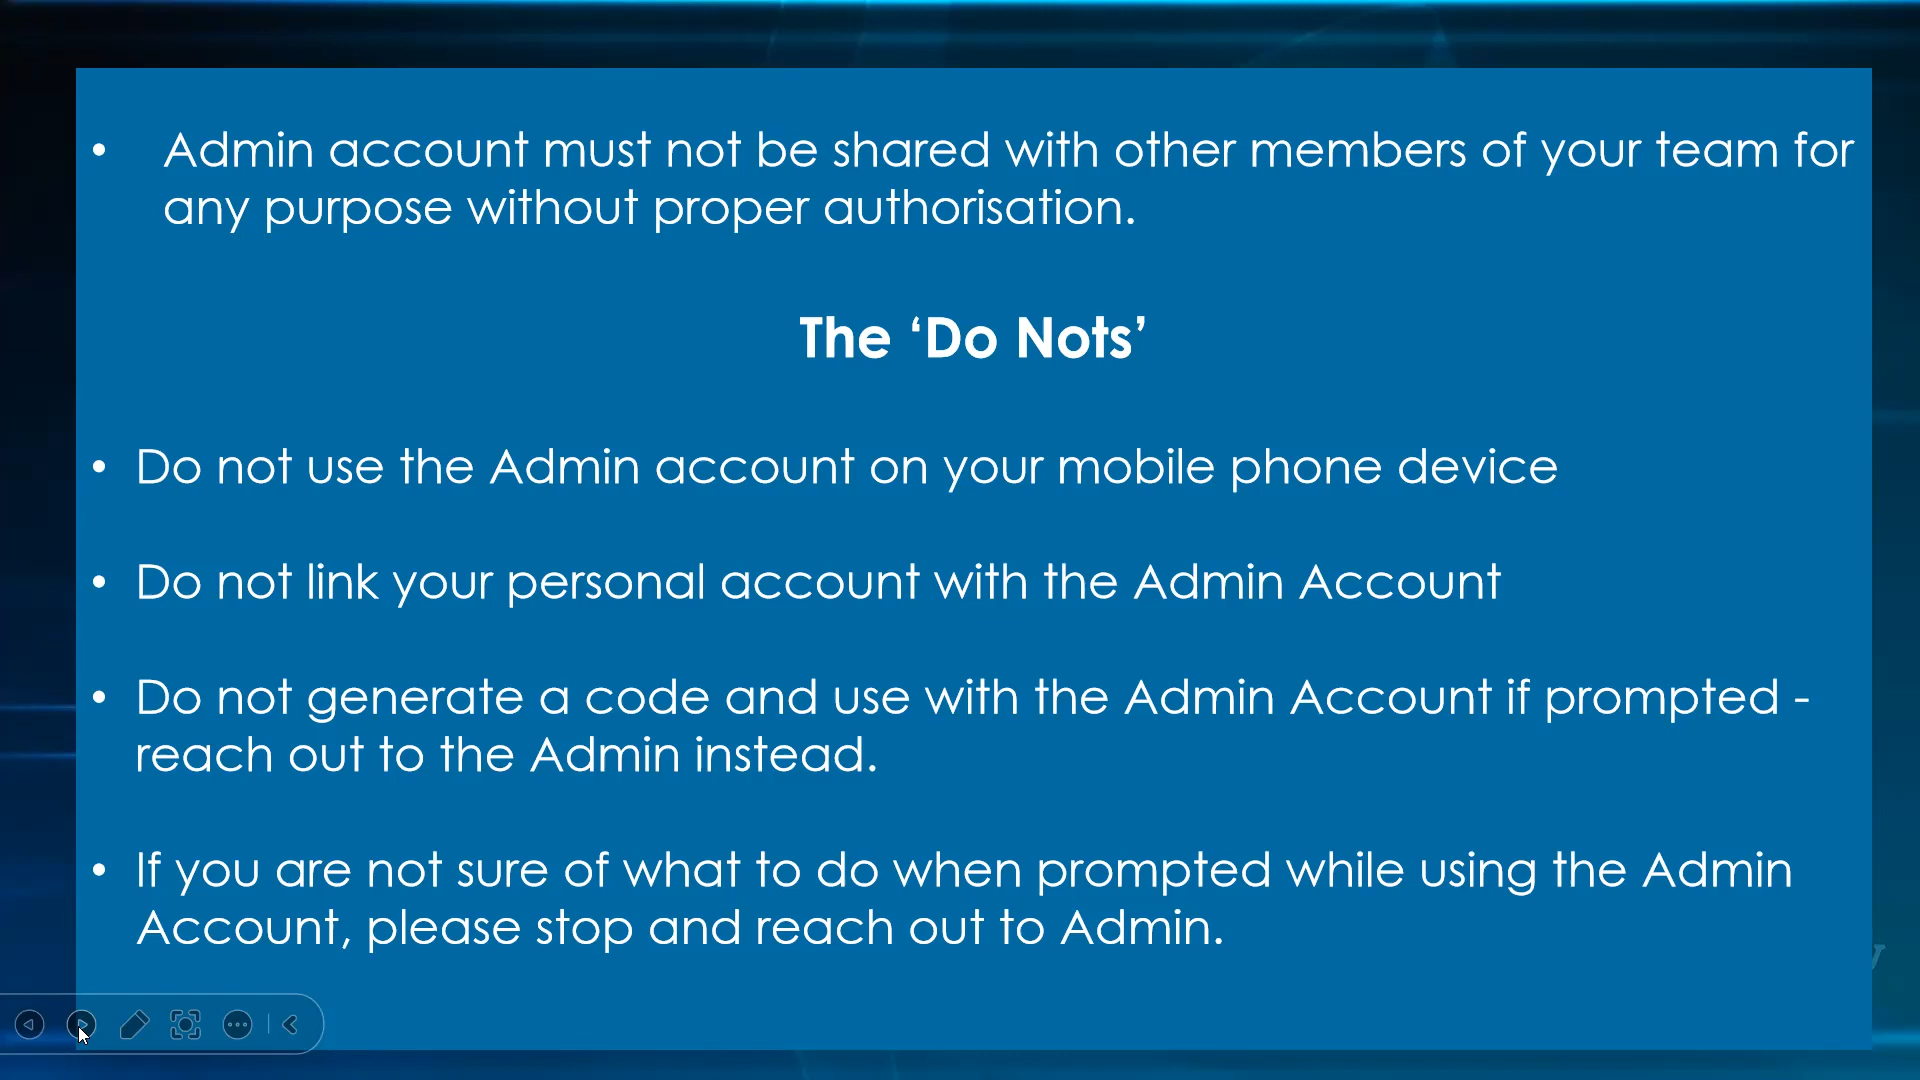 • Admin account must not be shared with other members of your team for
any purpose without proper authorisation.
The ‘Do Nots’
• Do not use the Admin account on your mobile phone device
• Do not link your personal account with the Admin Account
• Do not generate a code and use with the Admin Account if prompted -
reach out to the Admin instead.
• If you are not sure of what to do when prompted while using the Admin
Account, please stop and reach out to Admin.